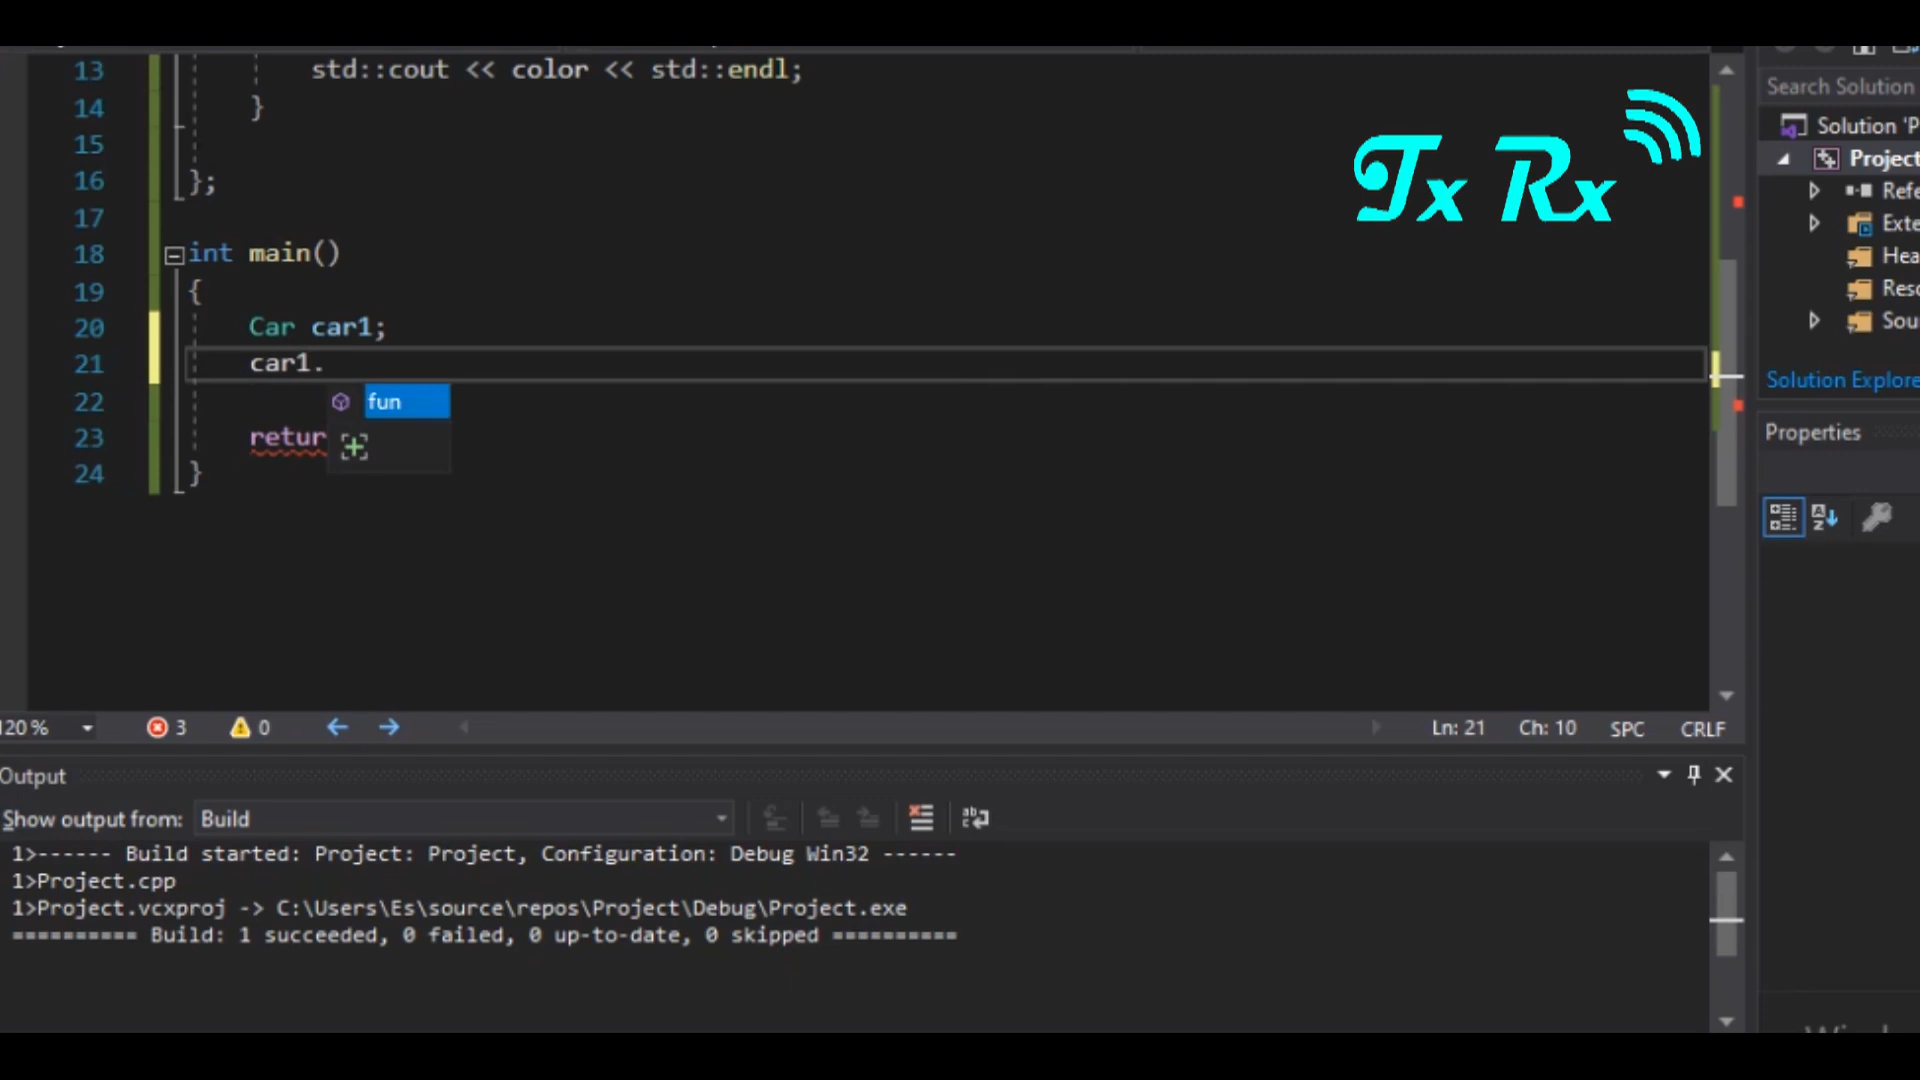 13 std::cout << color << std::endl;
14 }
15
16 };
17
18 int main()
19 {
20 Car car1;
21 car1.
22 fun
23 retur
24 }
Tx Rx
Search Solution
Solution 'P
Project
Refe
Exte
Hea
Reso
Sou
Solution Explore
Properties
120 % 3 0 Ln: 21 Ch: 10 SPC CRLF
Output
Show output from: Build
1>------ Build started: Project: Project, Configuration: Debug Win32 ------
1>Project.cpp
1>Project.vcxproj -> C:\Users\Es\source\repos\Project\Debug\Project.exe
========== Build: 1 succeeded, 0 failed, 0 up-to-date, 0 skipped ==========